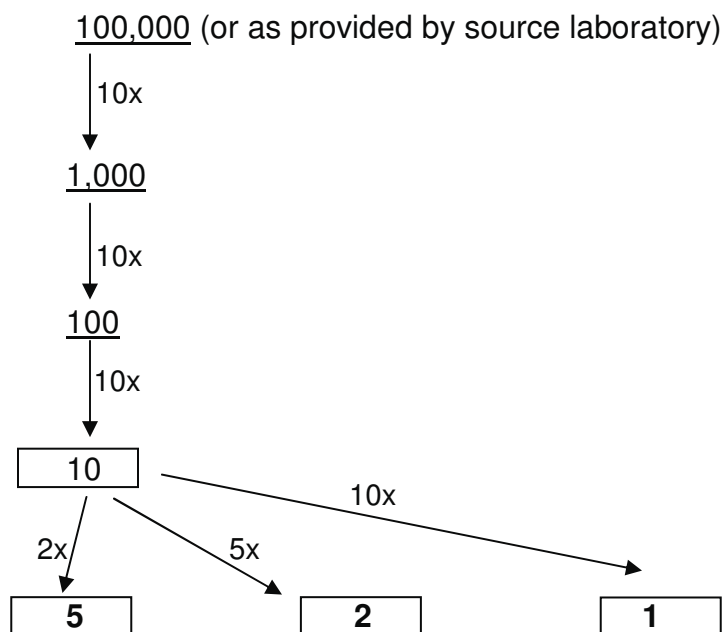 100,000 (or as provided by source laboratory)
10x
1,000
10x
100
10x
10
10x
2x
5x
5
2
1